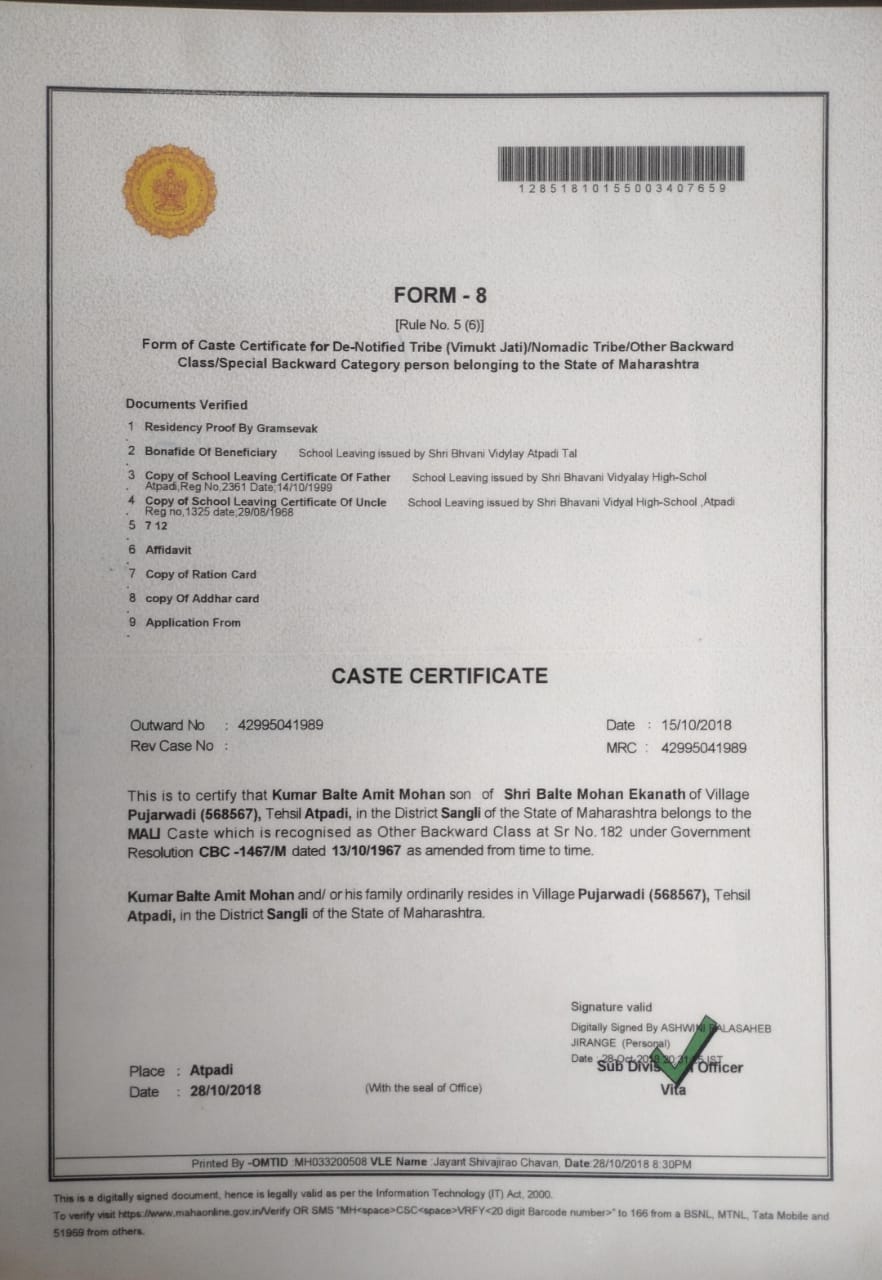 12851810155003407659
FORM - 8
[Rule No. 5 (6)]
Form of Caste Certificate for De-Notified Tribe (Vimukt Jati)/Nomadic Tribe/Other Backward
Class/Special Backward Category person belonging to the State of Maharashtra
Documents Verified
1 Residency Proof By Gramsevak
.
2 Bonafide Of Beneficiary School Leaving issued by Shri Bhvani Vidylay Atpadi Tal
.
3 Copy of School Leaving Certificate Of Father School Leaving issued by Shri Bhavani Vidyalay High-Schol
. Atpadi,Reg No,2361 Date;14/10/1999
4 Copy of School Leaving Certificate Of Uncle School Leaving issued by Shri Bhavani Vidyal High-School ,Atpadi
. Reg no,1325 date;29/08/1968
5 7 12
.
6 Affidavit
.
7 Copy of Ration Card
.
8 copy Of Addhar card
.
9 Application From
.
CASTE CERTIFICATE
Outward No : 42995041989 Date : 15/10/2018
Rev Case No : MRC : 42995041989
This is to certify that Kumar Balte Amit Mohan son of Shri Balte Mohan Ekanath of Village
Pujarwadi (568567), Tehsil Atpadi, in the District Sangli of the State of Maharashtra belongs to the
MALI Caste which is recognised as Other Backward Class at Sr No. 182 under Government
Resolution CBC -1467/M dated 13/10/1967 as amended from time to time.
Kumar Balte Amit Mohan and/ or his family ordinarily resides in Village Pujarwadi (568567), Tehsil
Atpadi, in the District Sangli of the State of Maharashtra.
Signature valid
Digitally Signed By ASHWINI BALASAHEB
JIRANGE (Personal)
Date : 28-Oct-2018 IST
Sub Officer
Vita
Place : Atpadi
Date : 28/10/2018 (With the seal of Office)
Printed By -OMTID :MH033200508 VLE Name :Jayant Shivajirao Chavan, Date:28/10/2018 8:30PM
This is a digitally signed document, hence is legally valid as per the Information Technology (IT) Act, 2000.
To verify visit https://www.mahaonline.gov.in/Verify OR SMS "MH<space>CSC<space>VRFY<20 digit Barcode number>" to 166 from a BSNL, MTNL, Tata Mobile and
51969 from others.